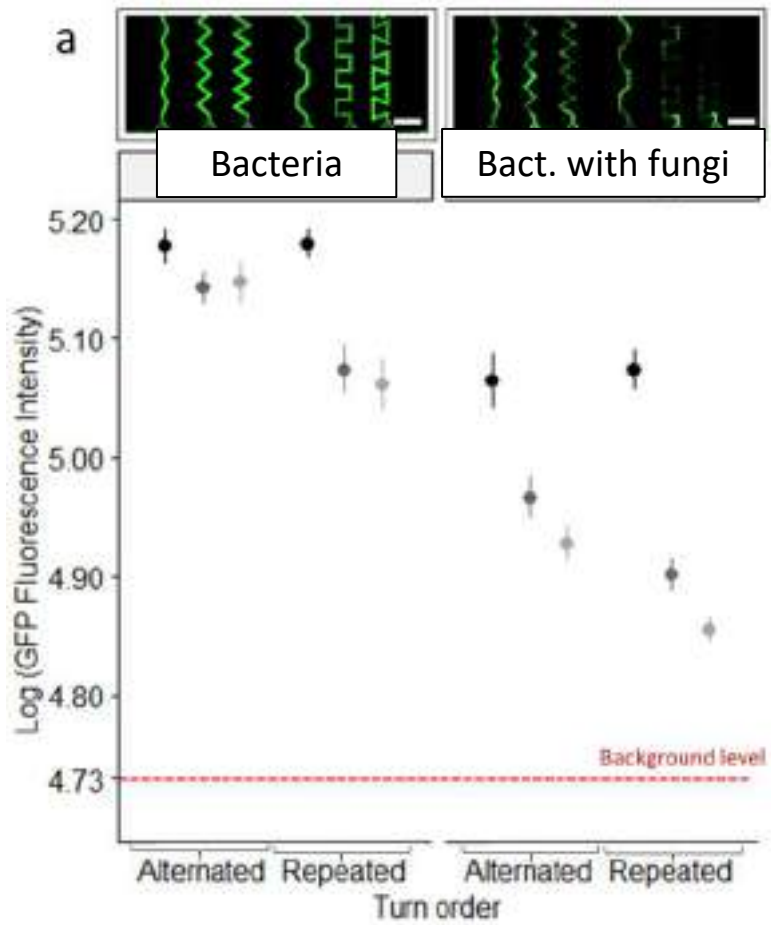 a
Bacteria
Bact. with fungi
Log (GFP Fluorescence Intensity)
5.20
5.10
5.00
4.90
4.80
4.73
Background level
Alternated Repeated
Alternated Repeated
Turn order